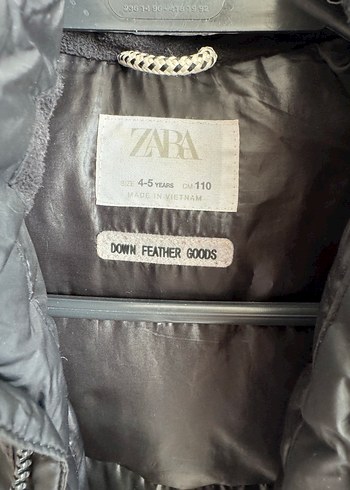 ZARA
SIZE 4-5 YEARS CM 110
MADE IN VIETNAM
DOWN FEATHER GOODS